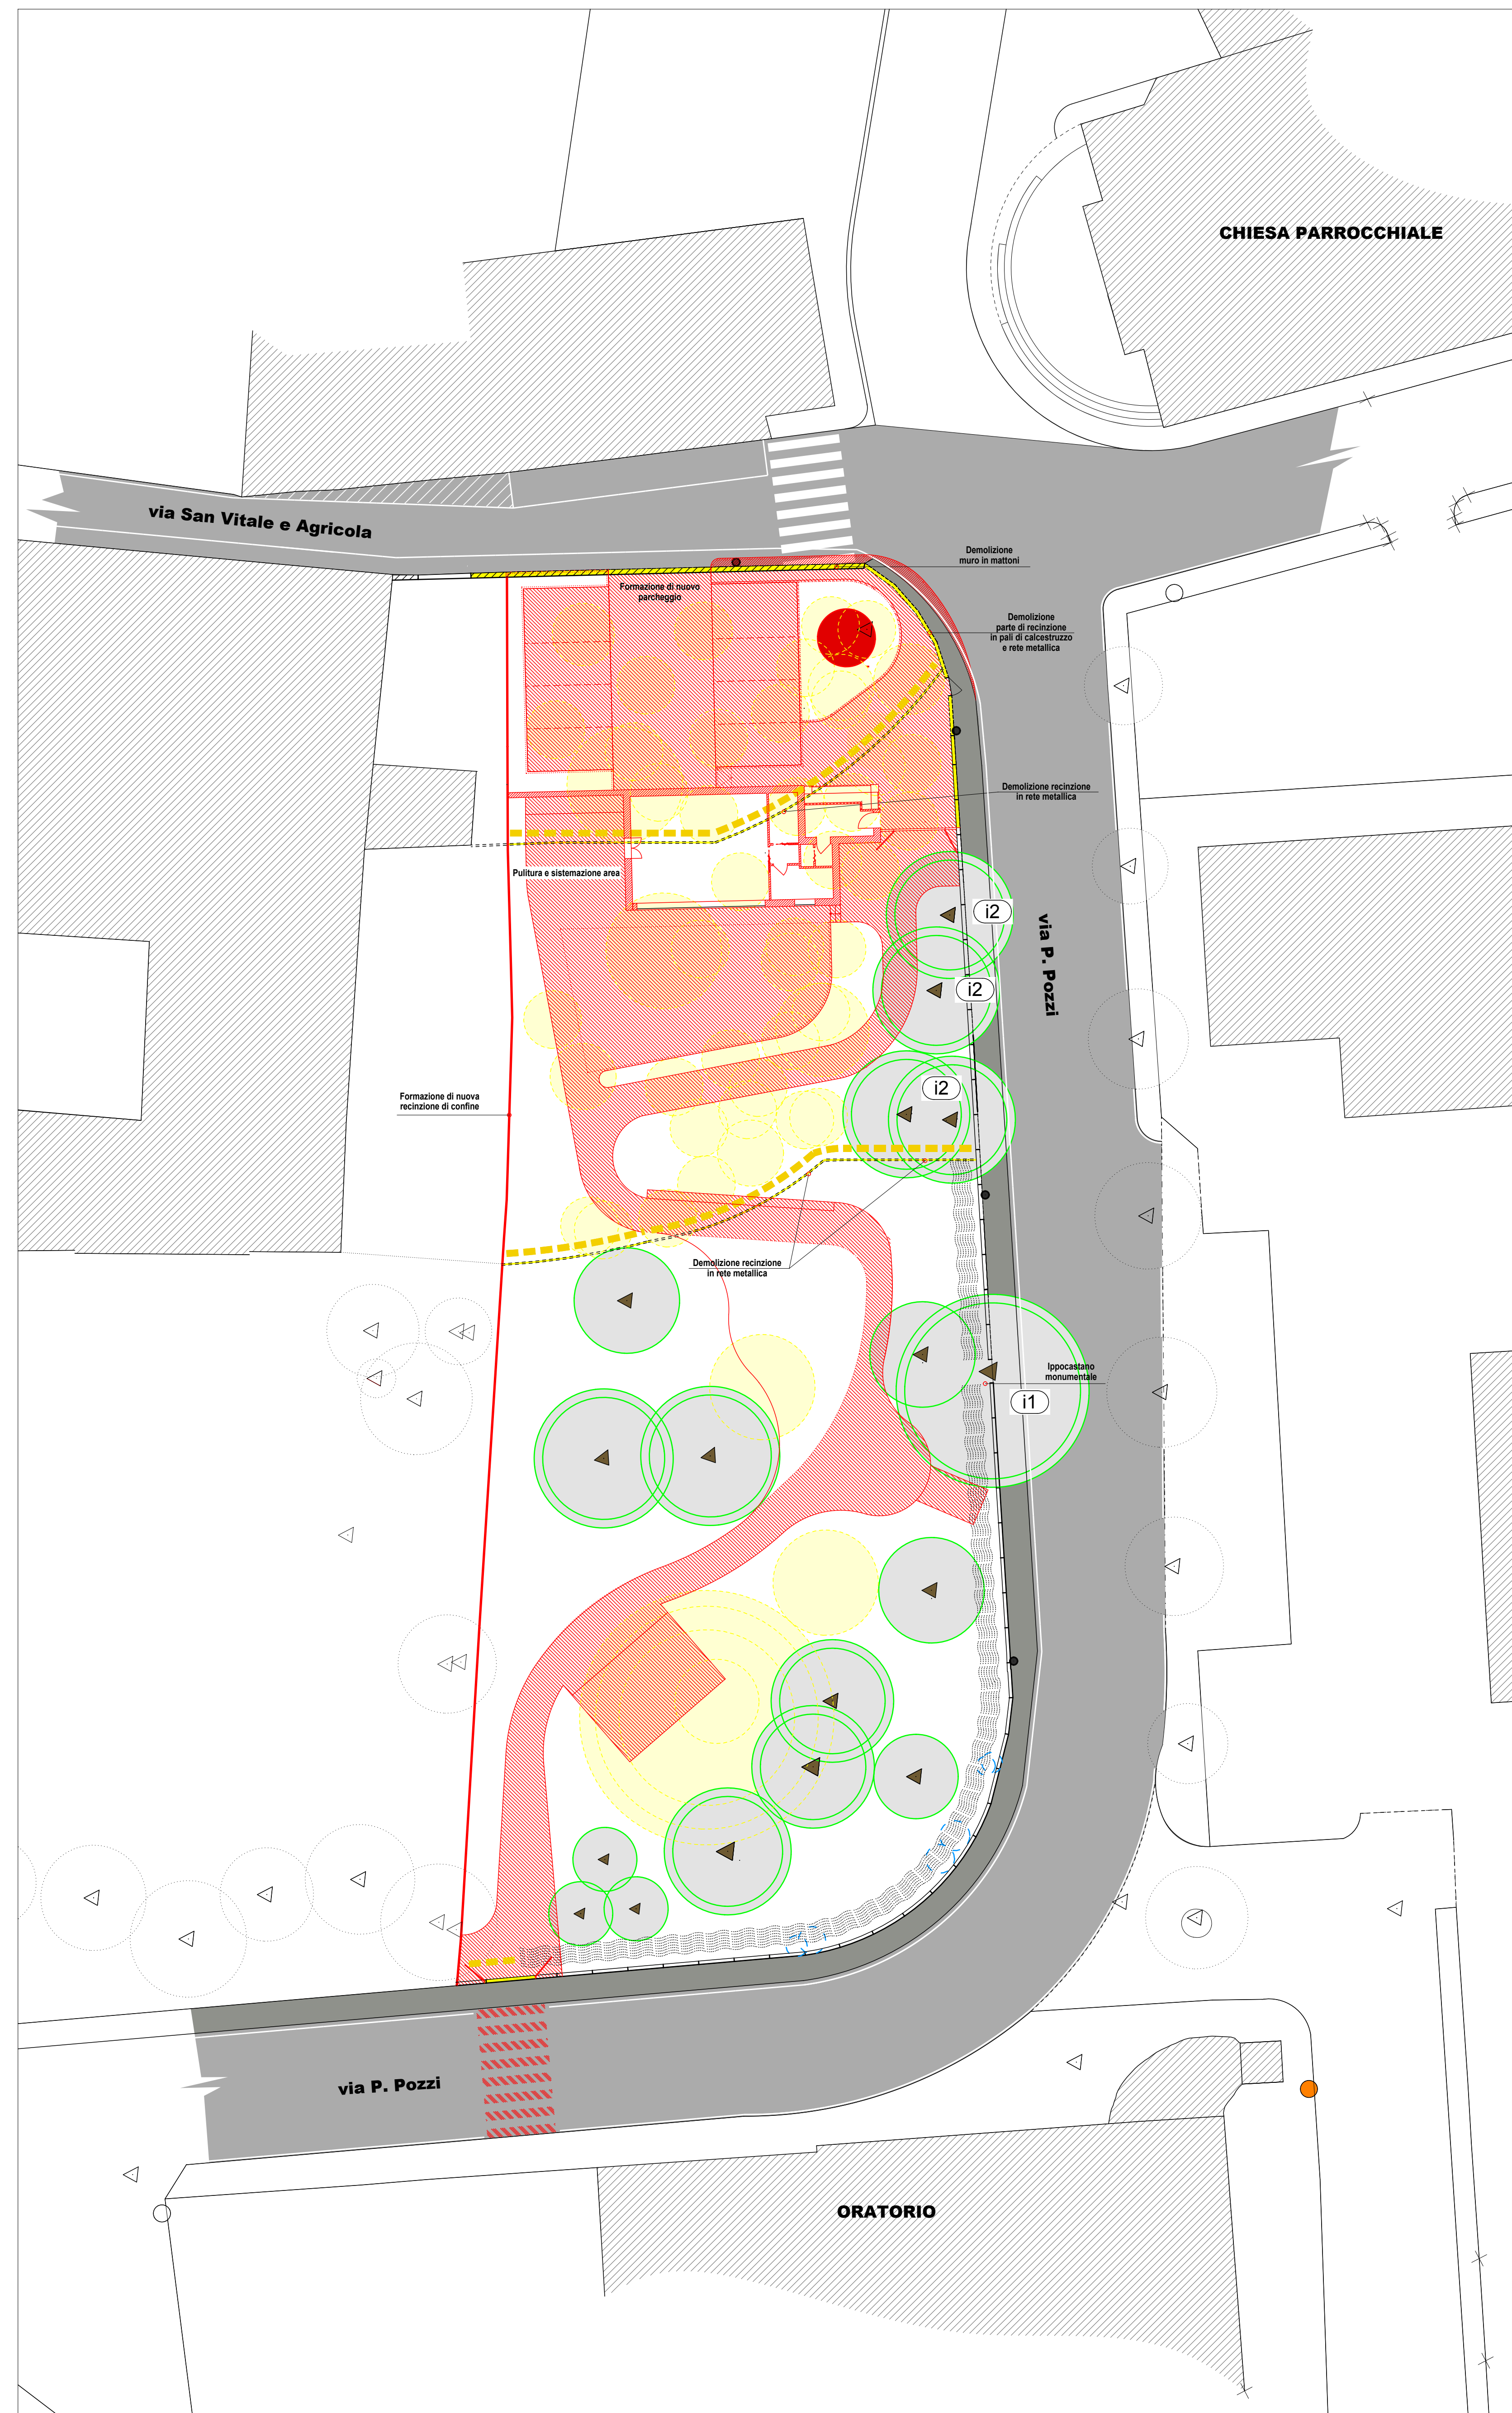 CHIESA PARROCCHIALE
via San Vitale e Agricola
Demolizione
muro in mattoni
Formazione di nuovo
parcheggio
Demolizione
parte di recinzione
in pali di calcestruzzo
e rete metallica
Demolizione recinzione
in rete metallica
Pulitura e sistemazione area
i2
via P. Pozzi
i2
i2
Formazione di nuova
recinzione di confine
Demolizione recinzione
in rete metallica
Ippocastano
monumentale
i1
via P. Pozzi
ORATORIO